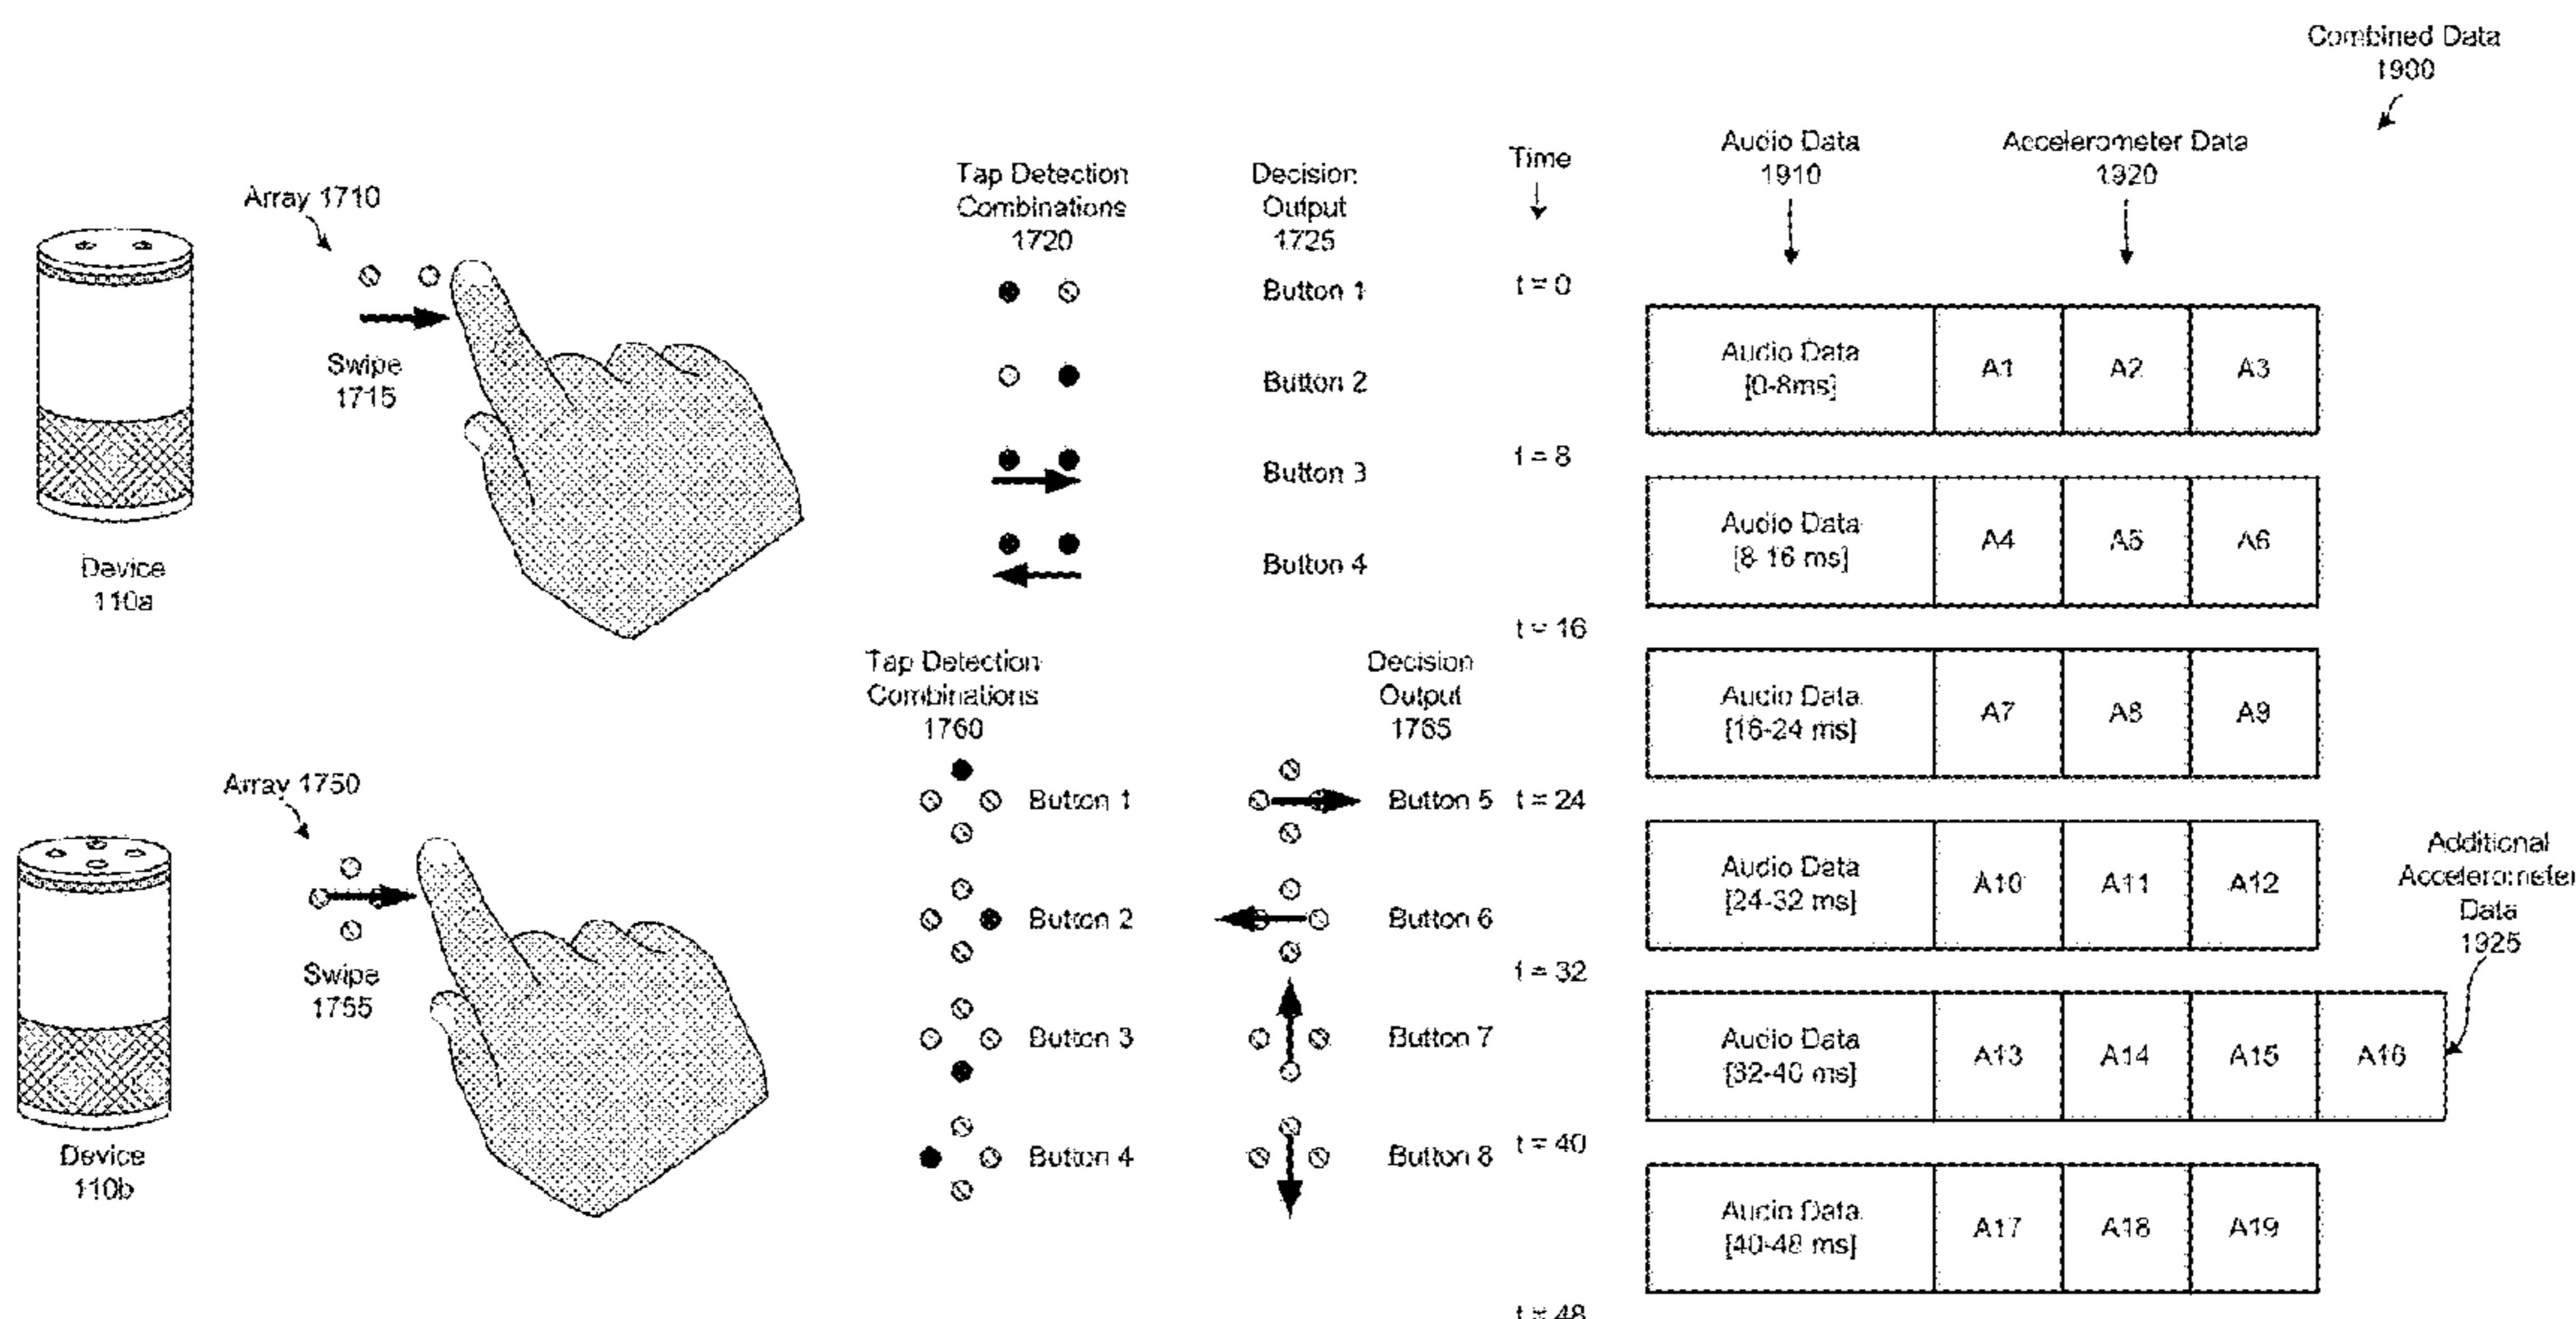 Combined Data
1900
Array 1710
Swipe
1715
Device
110a
Tap Detection
Combinations
1720
Decision
Output
1725
Button 1
Button 2
Button 3
Button 4
Array 1750
Swipe
1755
Device
110b
Tap Detection
Combinations
1760
Decision
Output
1765
Button 1
Button 5
Button 2
Button 6
Button 3
Button 7
Button 4
Button 8
Time
Audio Data
1910
Accelerometer Data
1920
t = 0
Audio Data
[0-8ms]
A1
A2
A3
t = 8
Audio Data
[8-16 ms]
A4
A5
A6
t = 16
Audio Data
[16-24 ms]
A7
A8
A9
t = 24
Audio Data
[24-32 ms]
A10
A11
A12
Additional
Accelerometer
Data
1925
t = 32
Audio Data
[32-40 ms]
A13
A14
A15
A16
t = 40
Audio Data
[40-48 ms]
A17
A18
A19
t = 48